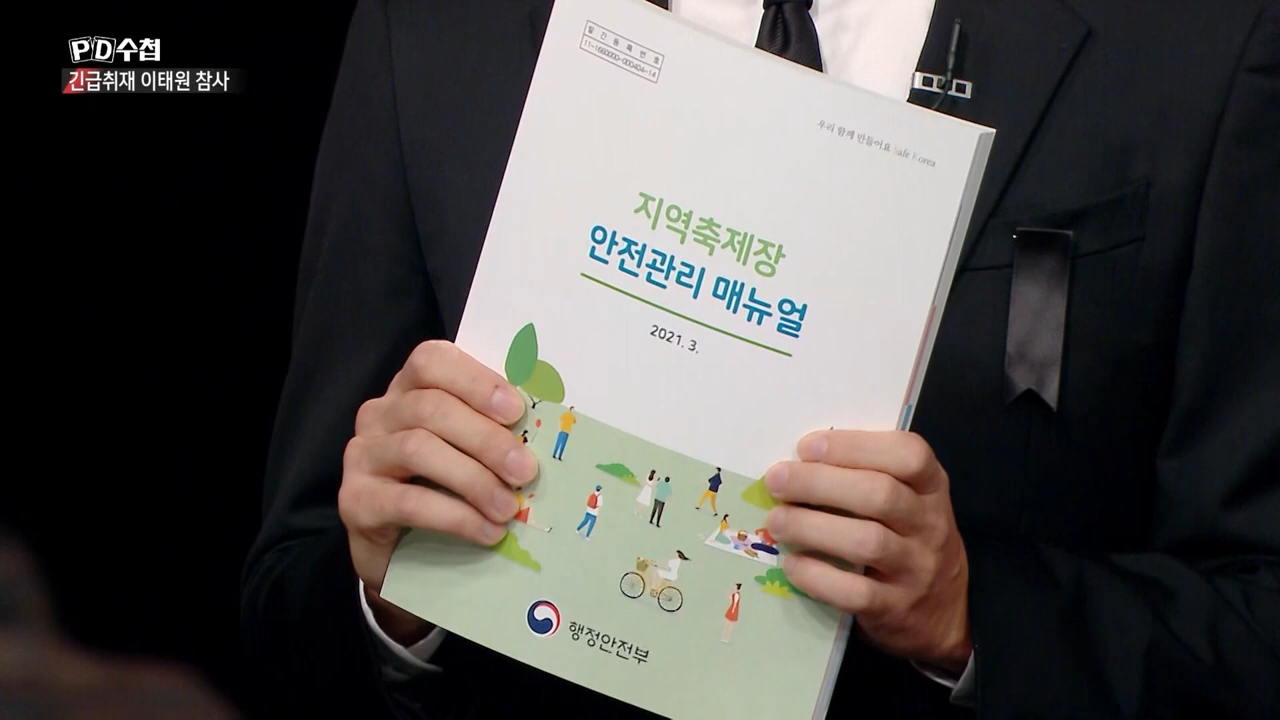 PD수첩
긴급취재 이태원 참사
발간등록번호
11-1660000-000404-14
우리 함께 만들어요 Safe Korea
지역축제장
안전관리 매뉴얼
2021. 3.
행정안전부